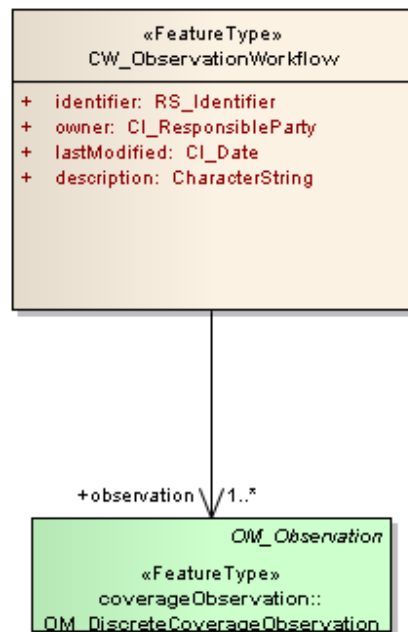 «FeatureType»
CW_ObservationWorkflow
+ identifier: RS_Identifier
+ owner: CI_ResponsibleParty
+ lastModified: CI_Date
+ description: CharacterString
+observation 1..*
OM_Observation
«FeatureType»
coverageObservation::
OM_DiscreteCoverageObservation